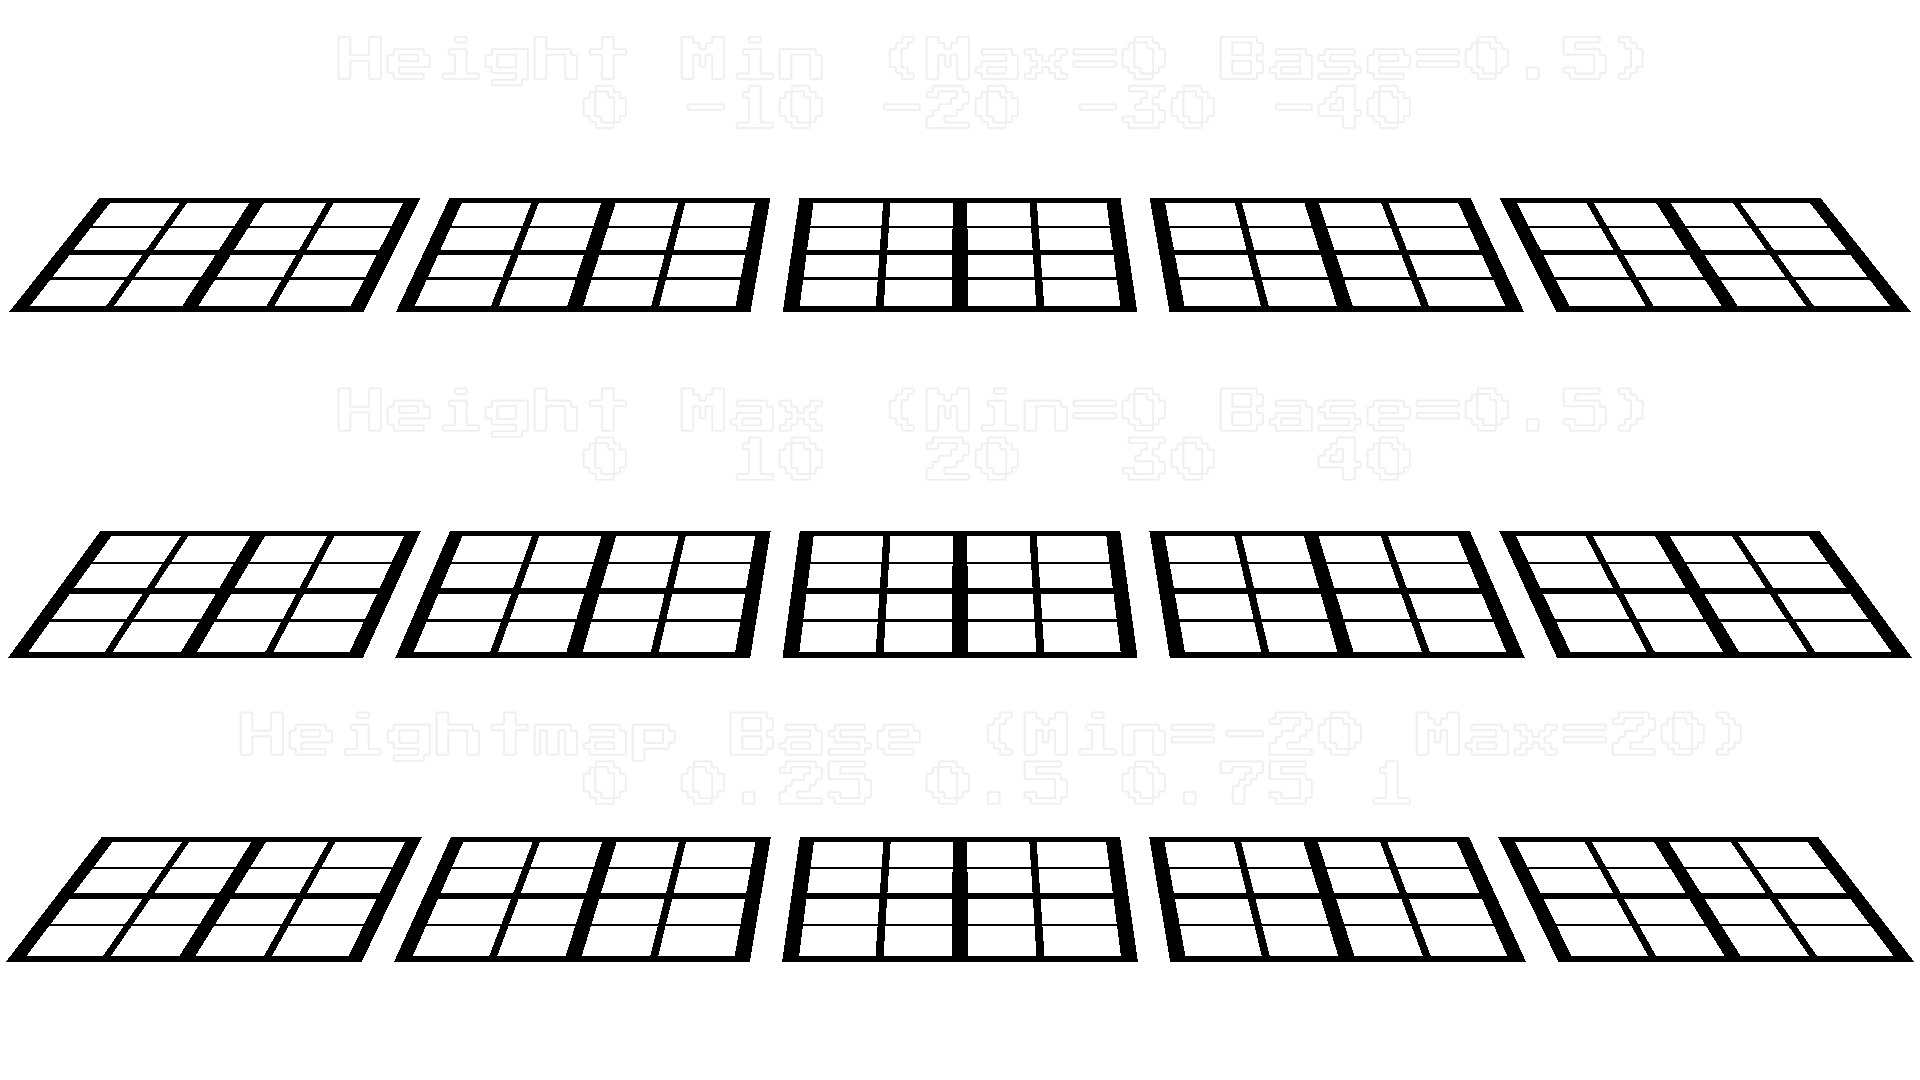 Height Min (Max=0 Base=0.5)
0 -10 -20 -30 -40
Height Max (Min=0 Base=0.5)
0 10 20 30 40
Heightmap Base (Min=-20 Max=20)
0 0.25 0.5 0.75 1